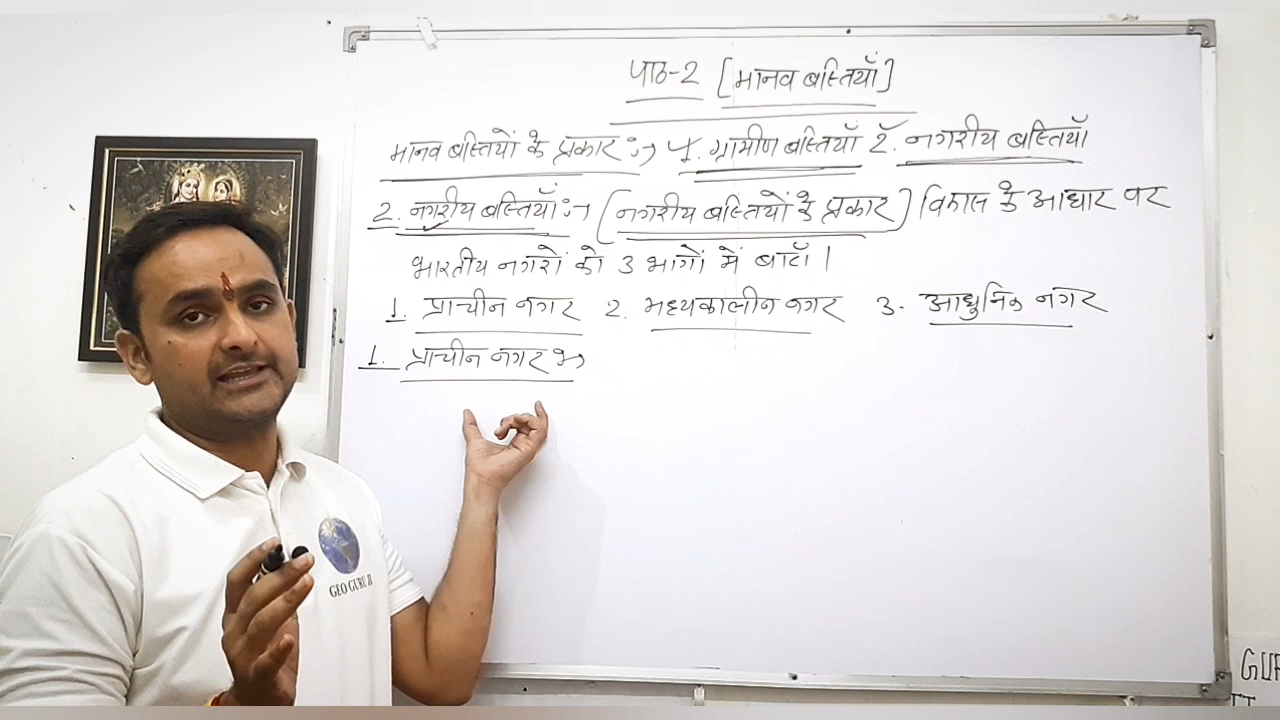 पाठ-2 [मानव बस्तियाँ]
मानव बस्तियों के प्रकार :→ 1. ग्रामीण बस्तियाँ 2. नगरीय बस्तियाँ
2. नगरीय बस्तियाँ :→ [नगरीय बस्तियों के प्रकार] विकास के आधार पर
भारतीय नगरों को 3 भागों में बाटाँ।
1. प्राचीन नगर 2. मध्यकालीन नगर 3. आधुनिक नगर
1. प्राचीन नगर :→
GEO GURU JI